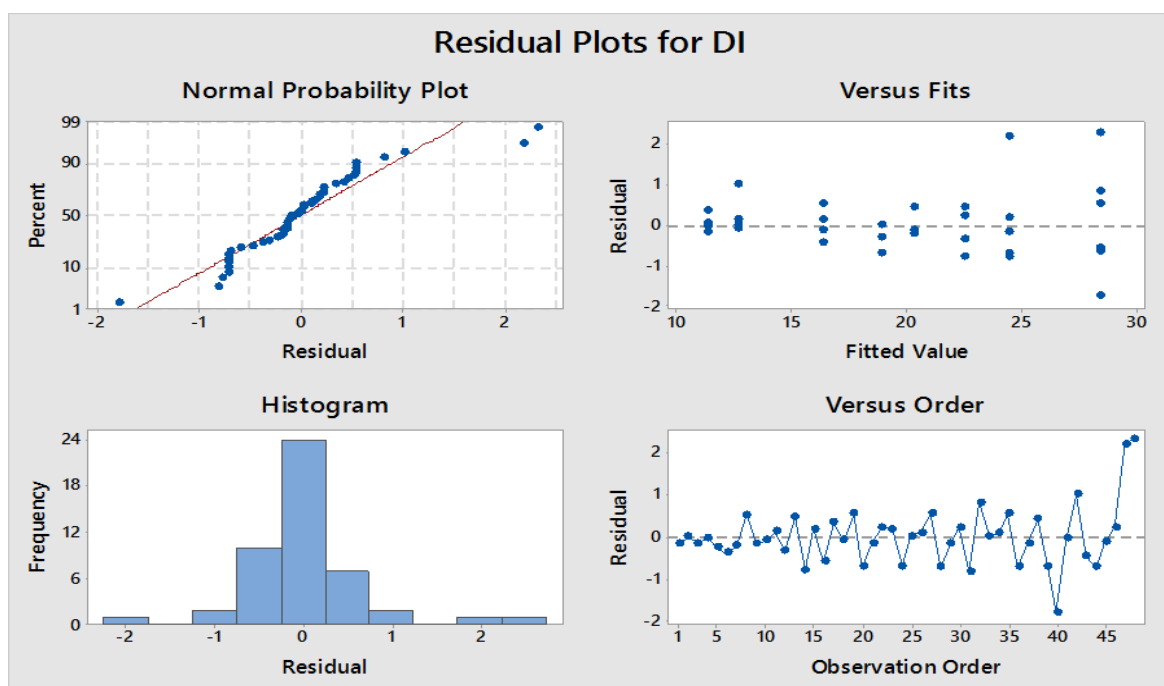 Residual Plots for DI
Normal Probability Plot
Percent
99
90
50
10
1
-2 -1 0 1 2
Residual
Versus Fits
Residual
2
1
0
-1
-2
10 15 20 25 30
Fitted Value
Histogram
Frequency
24
18
12
6
0
-2 -1 0 1 2
Residual
Versus Order
Residual
2
1
0
-1
-2
1 5 10 15 20 25 30 35 40 45
Observation Order